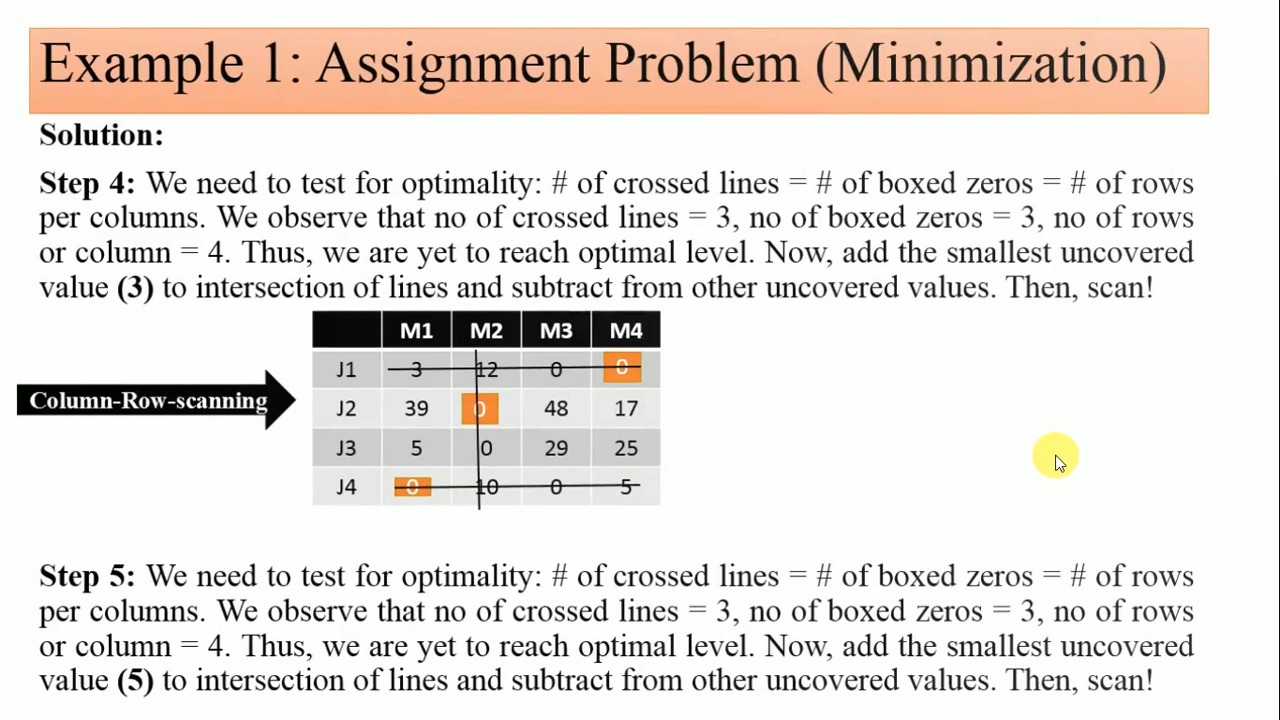 Example 1: Assignment Problem (Minimization)
Solution:
Step 4: We need to test for optimality: # of crossed lines = # of boxed zeros = # of rows
per columns. We observe that no of crossed lines = 3, no of boxed zeros = 3, no of rows
or column = 4. Thus, we are yet to reach optimal level. Now, add the smallest uncovered
value (3) to intersection of lines and subtract from other uncovered values. Then, scan!
Column-Row-scanning
M1 M2 M3 M4
J1 3 12 0 0
J2 39 0 48 17
J3 5 0 29 25
J4 0 10 0 5
Step 5: We need to test for optimality: # of crossed lines = # of boxed zeros = # of rows
per columns. We observe that no of crossed lines = 3, no of boxed zeros = 3, no of rows
or column = 4. Thus, we are yet to reach optimal level. Now, add the smallest uncovered
value (5) to intersection of lines and subtract from other uncovered values. Then, scan!